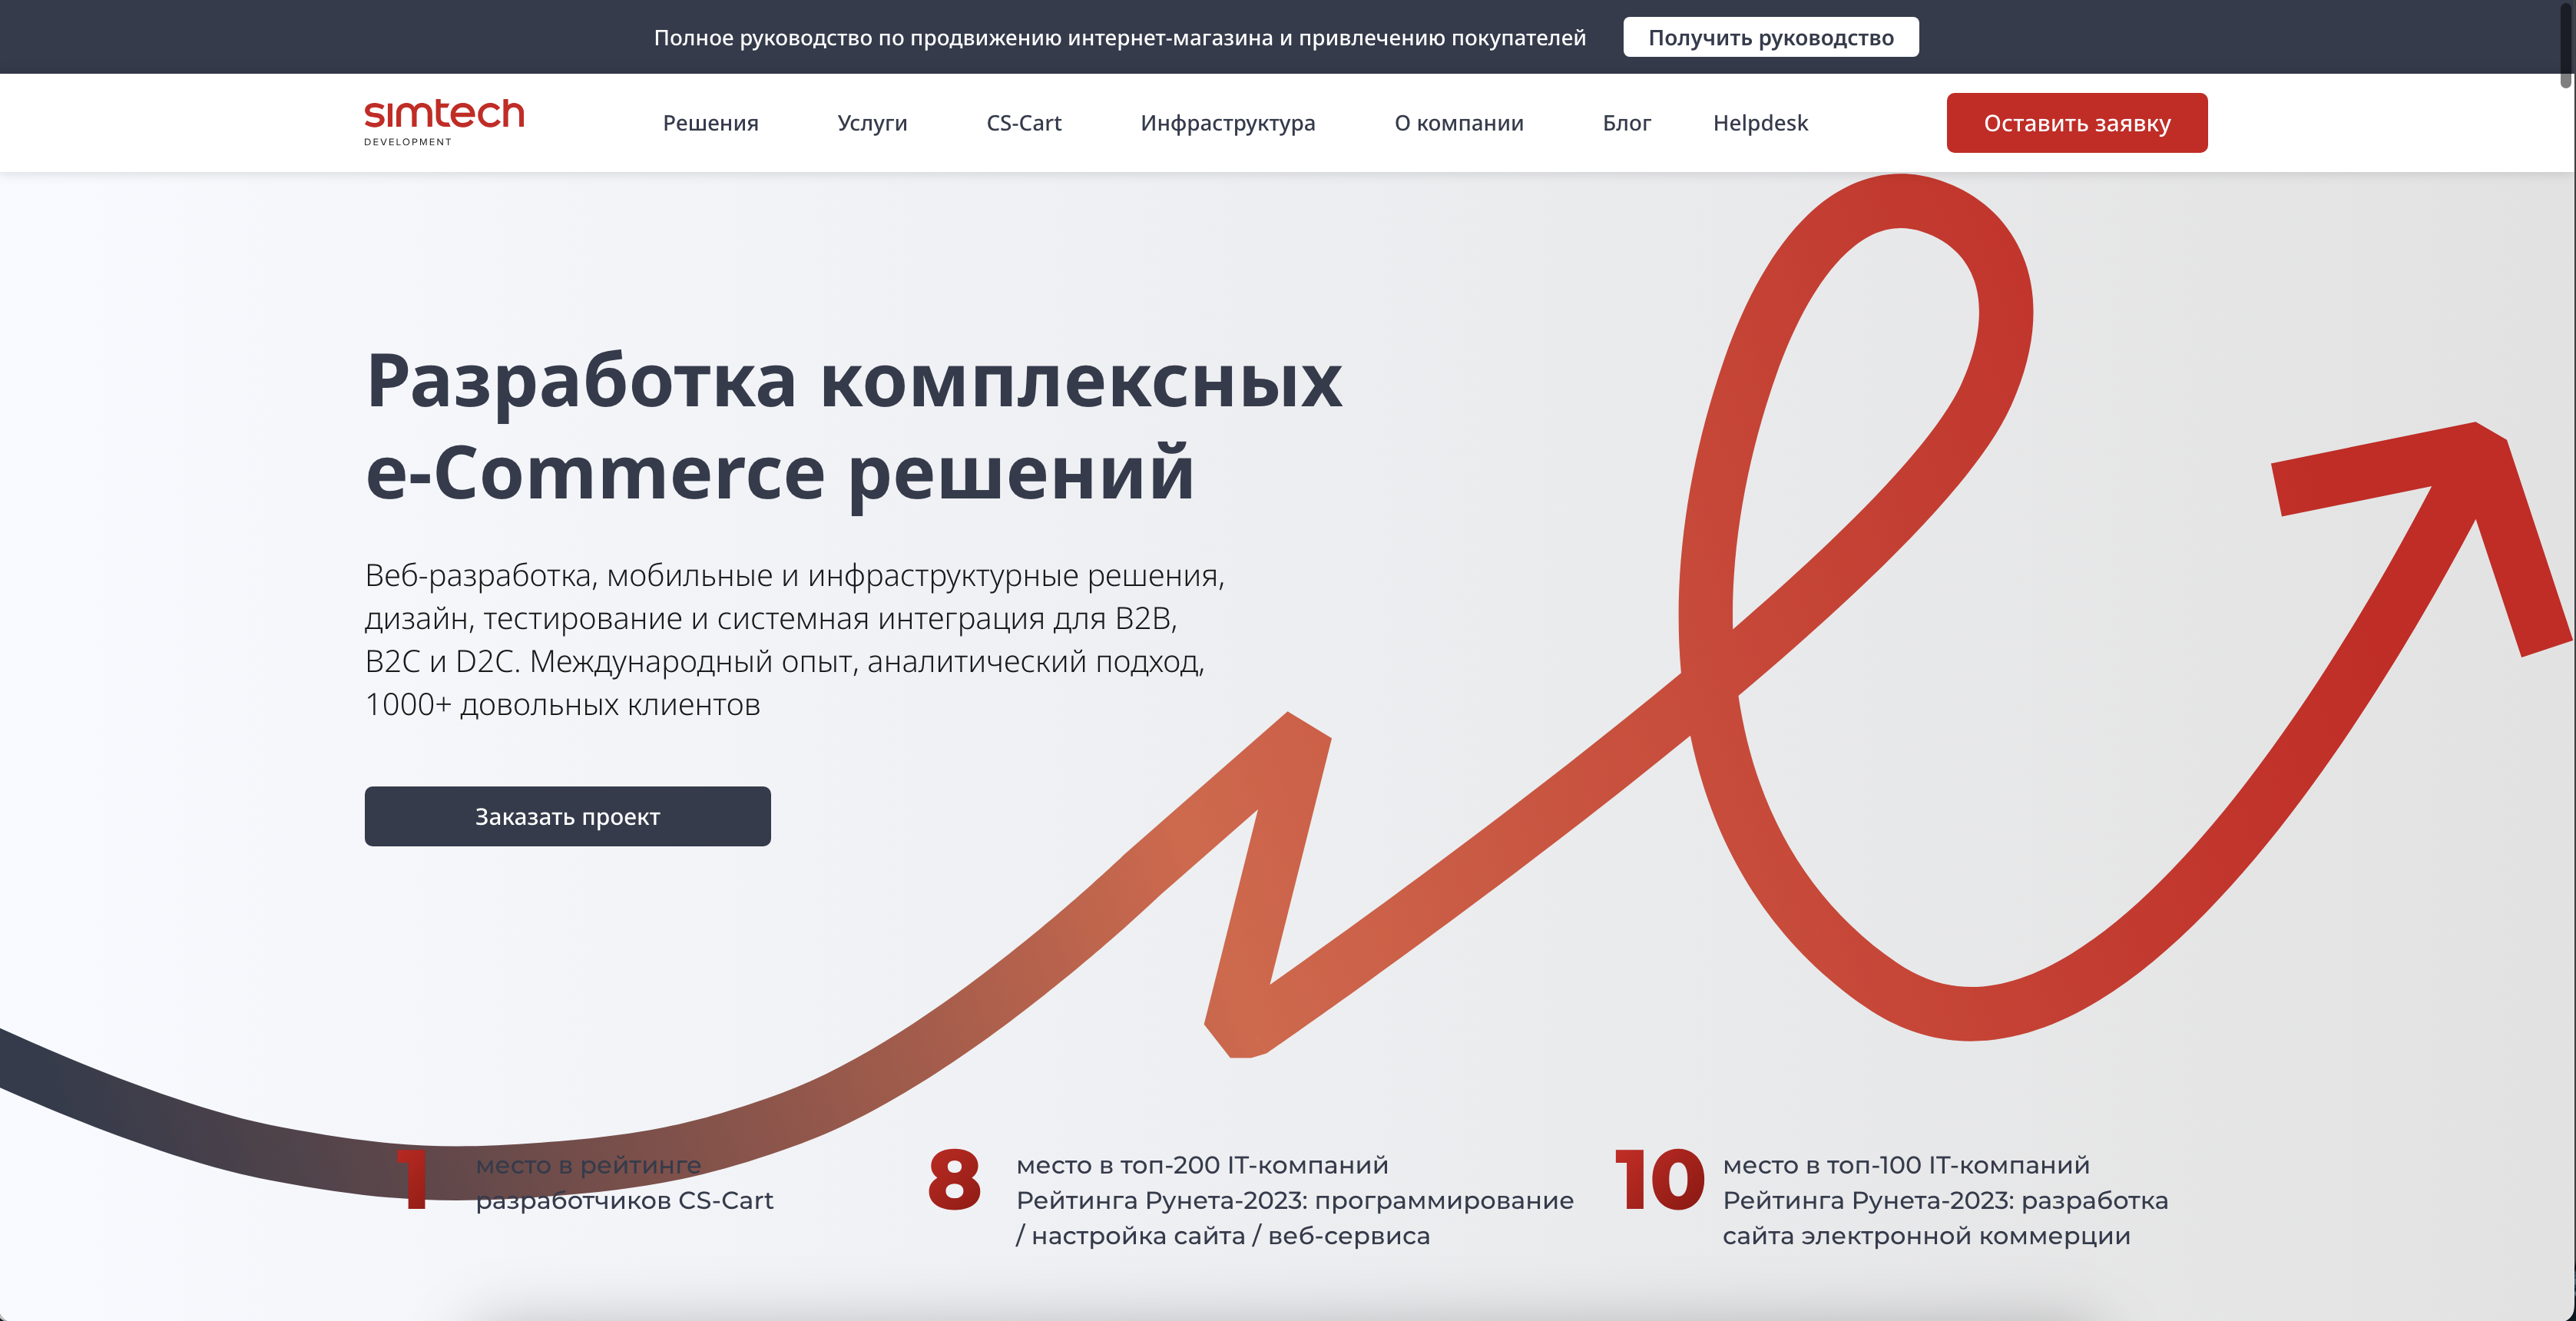 Полное руководство по продвижению интернет-магазина и привлечению покупателей
Получить руководство
simtech
DEVELOPMENT
Решения
Услуги
CS-Cart
Инфраструктура
О компании
Блог
Helpdesk
Оставить заявку
Разработка комплексных
e-Commerce решений
Веб-разработка, мобильные и инфраструктурные решения,
дизайн, тестирование и системная интеграция для B2B,
B2C и D2C. Международный опыт, аналитический подход,
1000+ довольных клиентов
Заказать проект
1
место в рейтинге
разработчиков CS-Cart
8
место в топ-200 IT-компаний
Рейтинга Рунета-2023: программирование
/ настройка сайта / веб-сервиса
10
место в топ-100 IT-компаний
Рейтинга Рунета-2023: разработка
сайта электронной коммерции